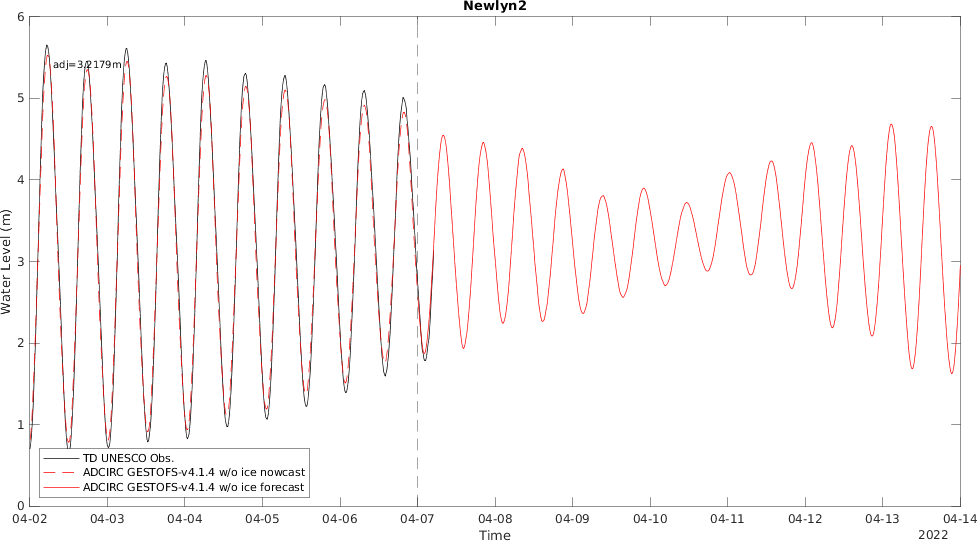 Newlyn2
6
adj=3.2179m
5
4
3
Water Level (m)
2
1
TD UNESCO Obs.
ADCIRC GESTOFS-v4.1.4 w/o ice nowcast
ADCIRC GESTOFS-v4.1.4 w/o ice forecast
0
04-02 04-03 04-04 04-05 04-06 04-07 04-08 04-09 04-10 04-11 04-12 04-13 04-14
Time
2022